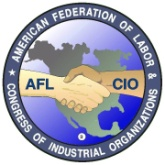 ★ AMERICAN FEDERATION OF LABOR &
CONGRESS OF INDUSTRIAL ORGANIZATIONS ★
AFL CIO